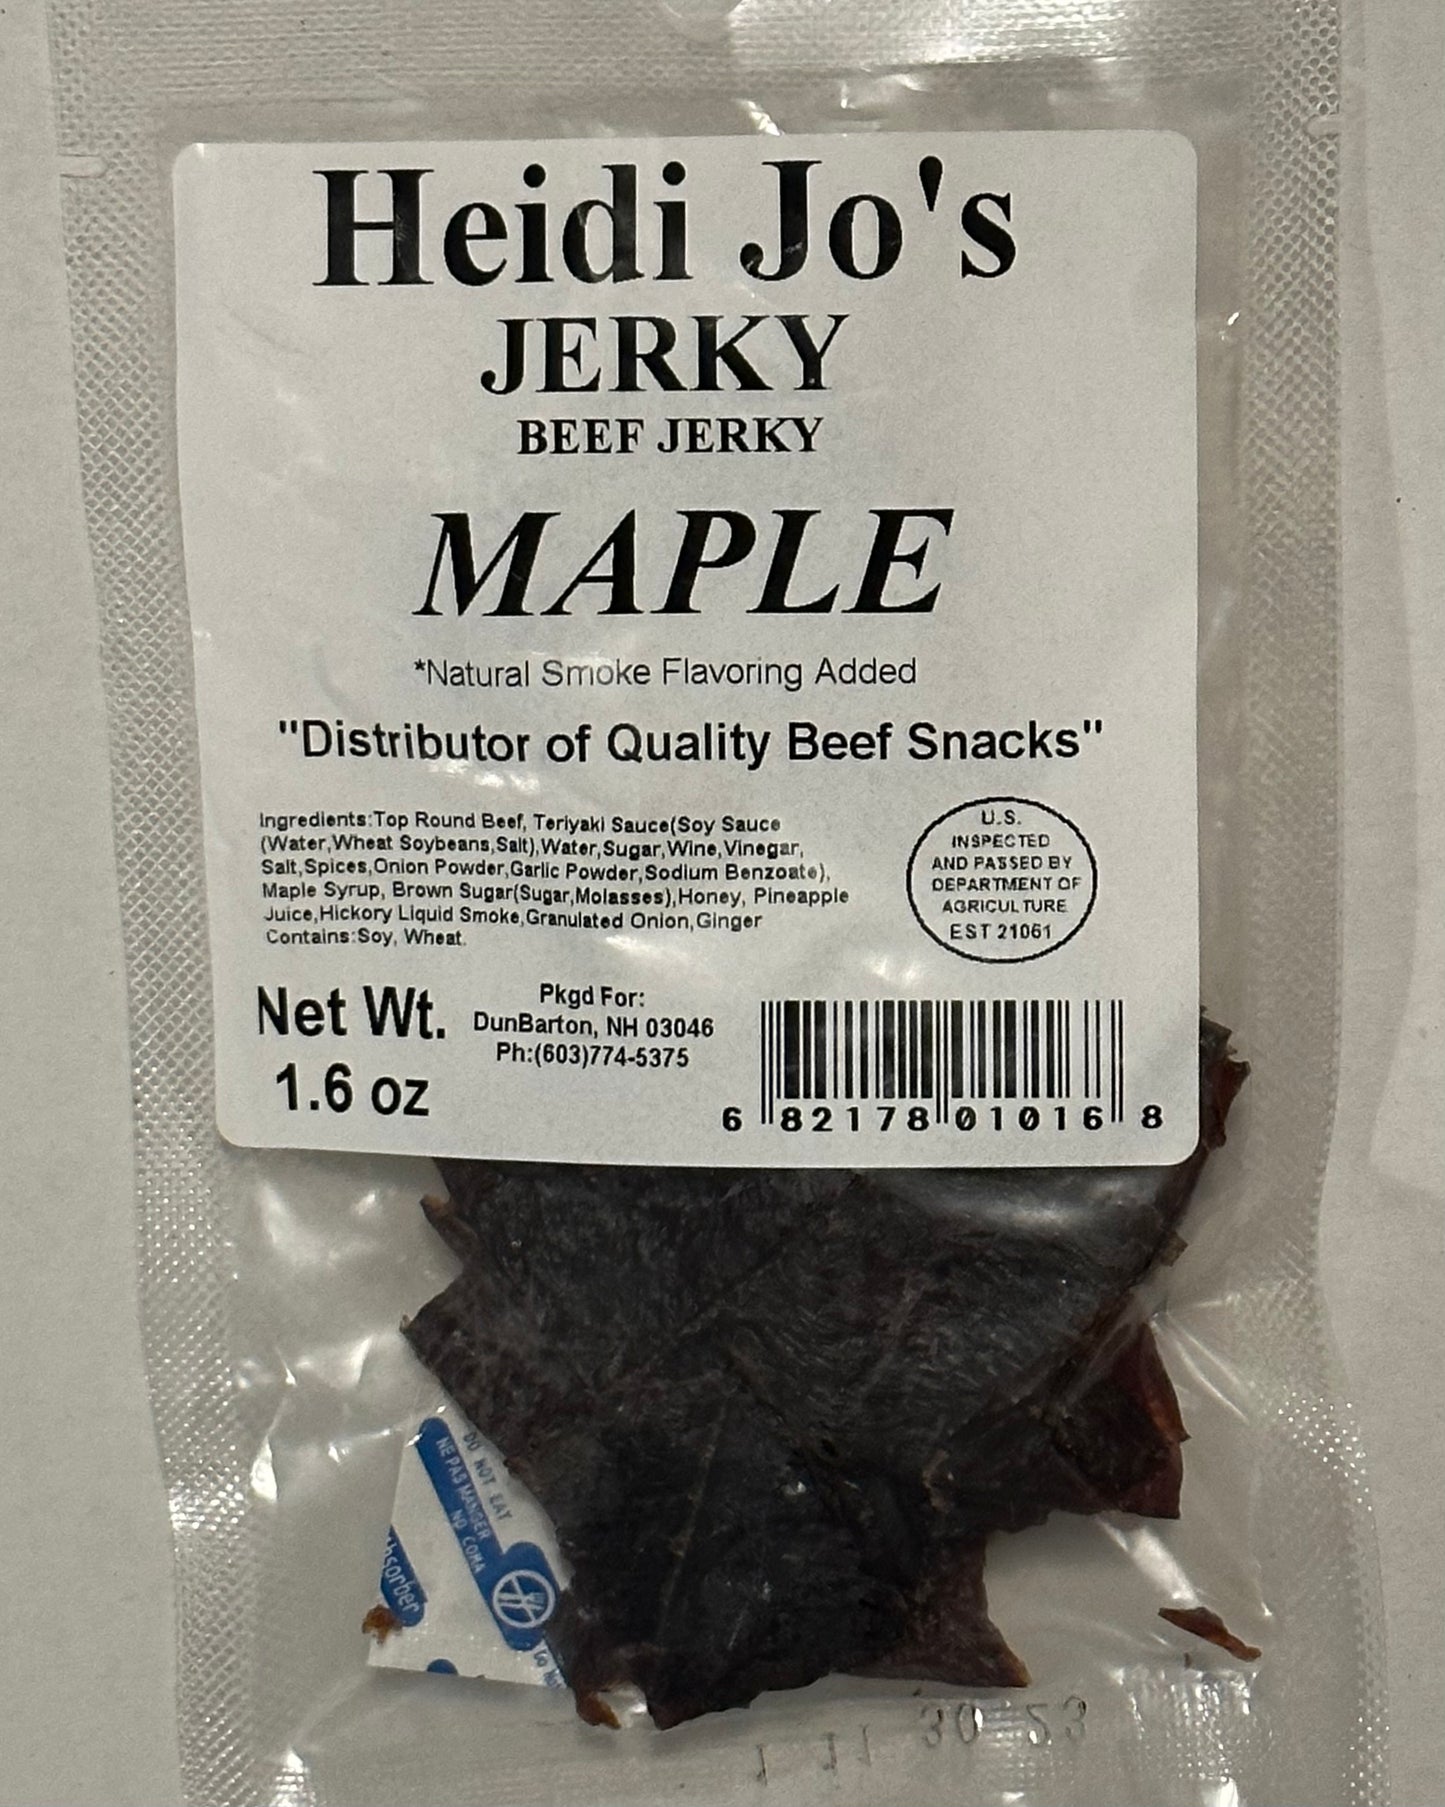 Heidi Jo's
JERKY
BEEF JERKY
MAPLE
*Natural Smoke Flavoring Added
"Distributor of Quality Beef Snacks"
Ingredients:Top Round Beef, Teriyaki Sauce(Soy Sauce
(Water,Wheat Soybeans,Salt),Water,Sugar,Wine,Vinegar,
Salt,Spices,Onion Powder,Garlic Powder,Sodium Benzoate),
Maple Syrup, Brown Sugar(Sugar,Molasses),Honey, Pineapple
Juice,Hickory Liquid Smoke,Granulated Onion,Ginger
Contains:Soy, Wheat.
U.S.
INSPECTED
AND PASSED BY
DEPARTMENT OF
AGRICULTURE
EST 21061
Net Wt.
1.6 oz
Pkgd For:
DunBarton, NH 03046
Ph:(603)774-5375
6 82178 01016 8
DO NOT EAT
NE PAS MANGER
NO COMA
11 30 23